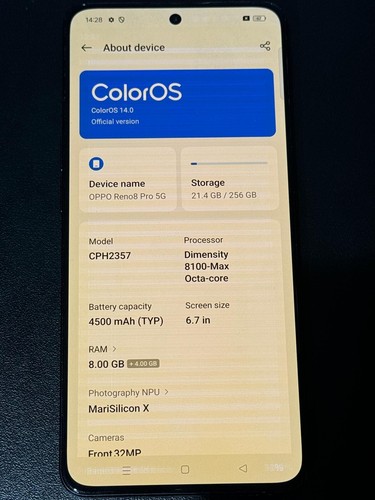 14:28
About device
ColorOS
ColorOS 14.0
Official version
Device name
OPPO Reno8 Pro 5G
Storage
21.4 GB / 256 GB
Model
CPH2357
Processor
Dimensity
8100-Max
Octa-core
Battery capacity
4500 mAh (TYP)
Screen size
6.7 in
RAM
8.00 GB + 4.00 GB
Photography NPU
MariSilicon X
Cameras
Front 32MP